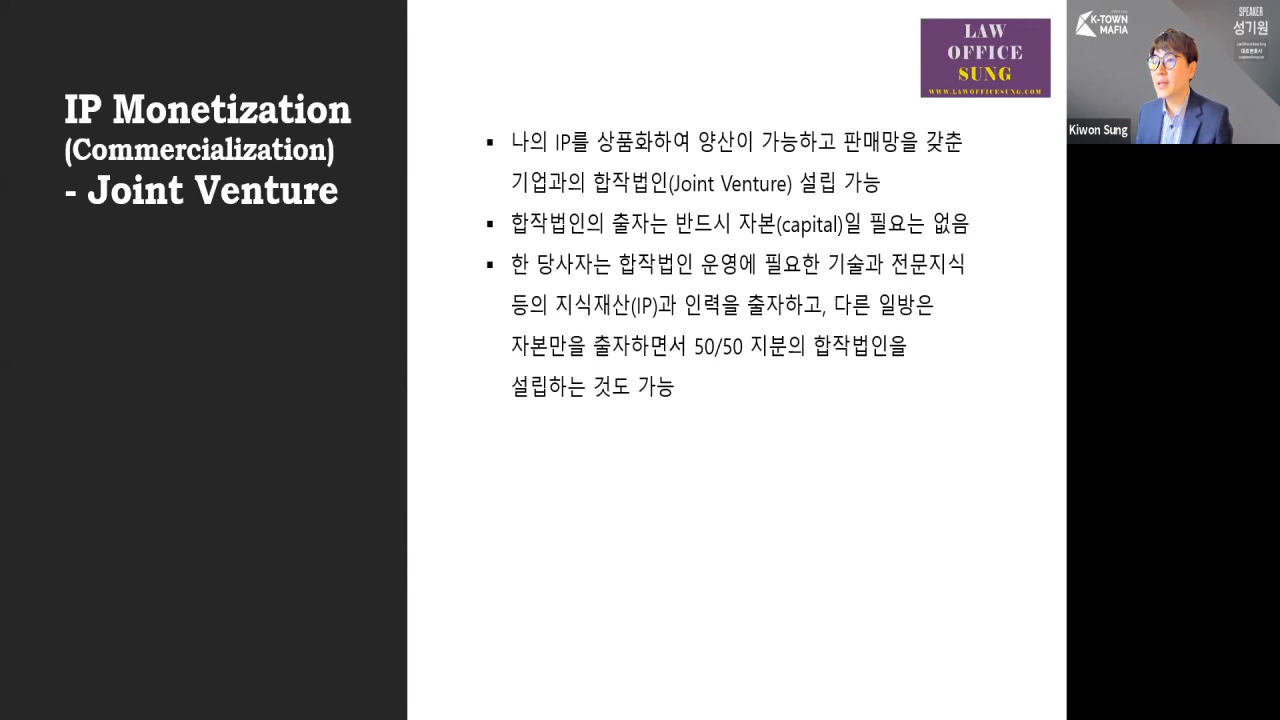 IP Monetization
(Commercialization)
- Joint Venture
LAW
OFFICE
SUNG
WWW.LAWOFFICESUNG.COM
▪ 나의 IP를 상품화하여 양산이 가능하고 판매망을 갖춘
기업과의 합작법인(Joint Venture) 설립 가능
▪ 합작법인의 출자는 반드시 자본(capital)일 필요는 없음
▪ 한 당사자는 합작법인 운영에 필요한 기술과 전문지식
등의 지식재산(IP)과 인력을 출자하고, 다른 일방은
자본만을 출자하면서 50/50 지분의 합작법인을
설립하는 것도 가능
K-TOWN
MAFIA
SPEAKER
성기원
대표변호사
Kiwon Sung